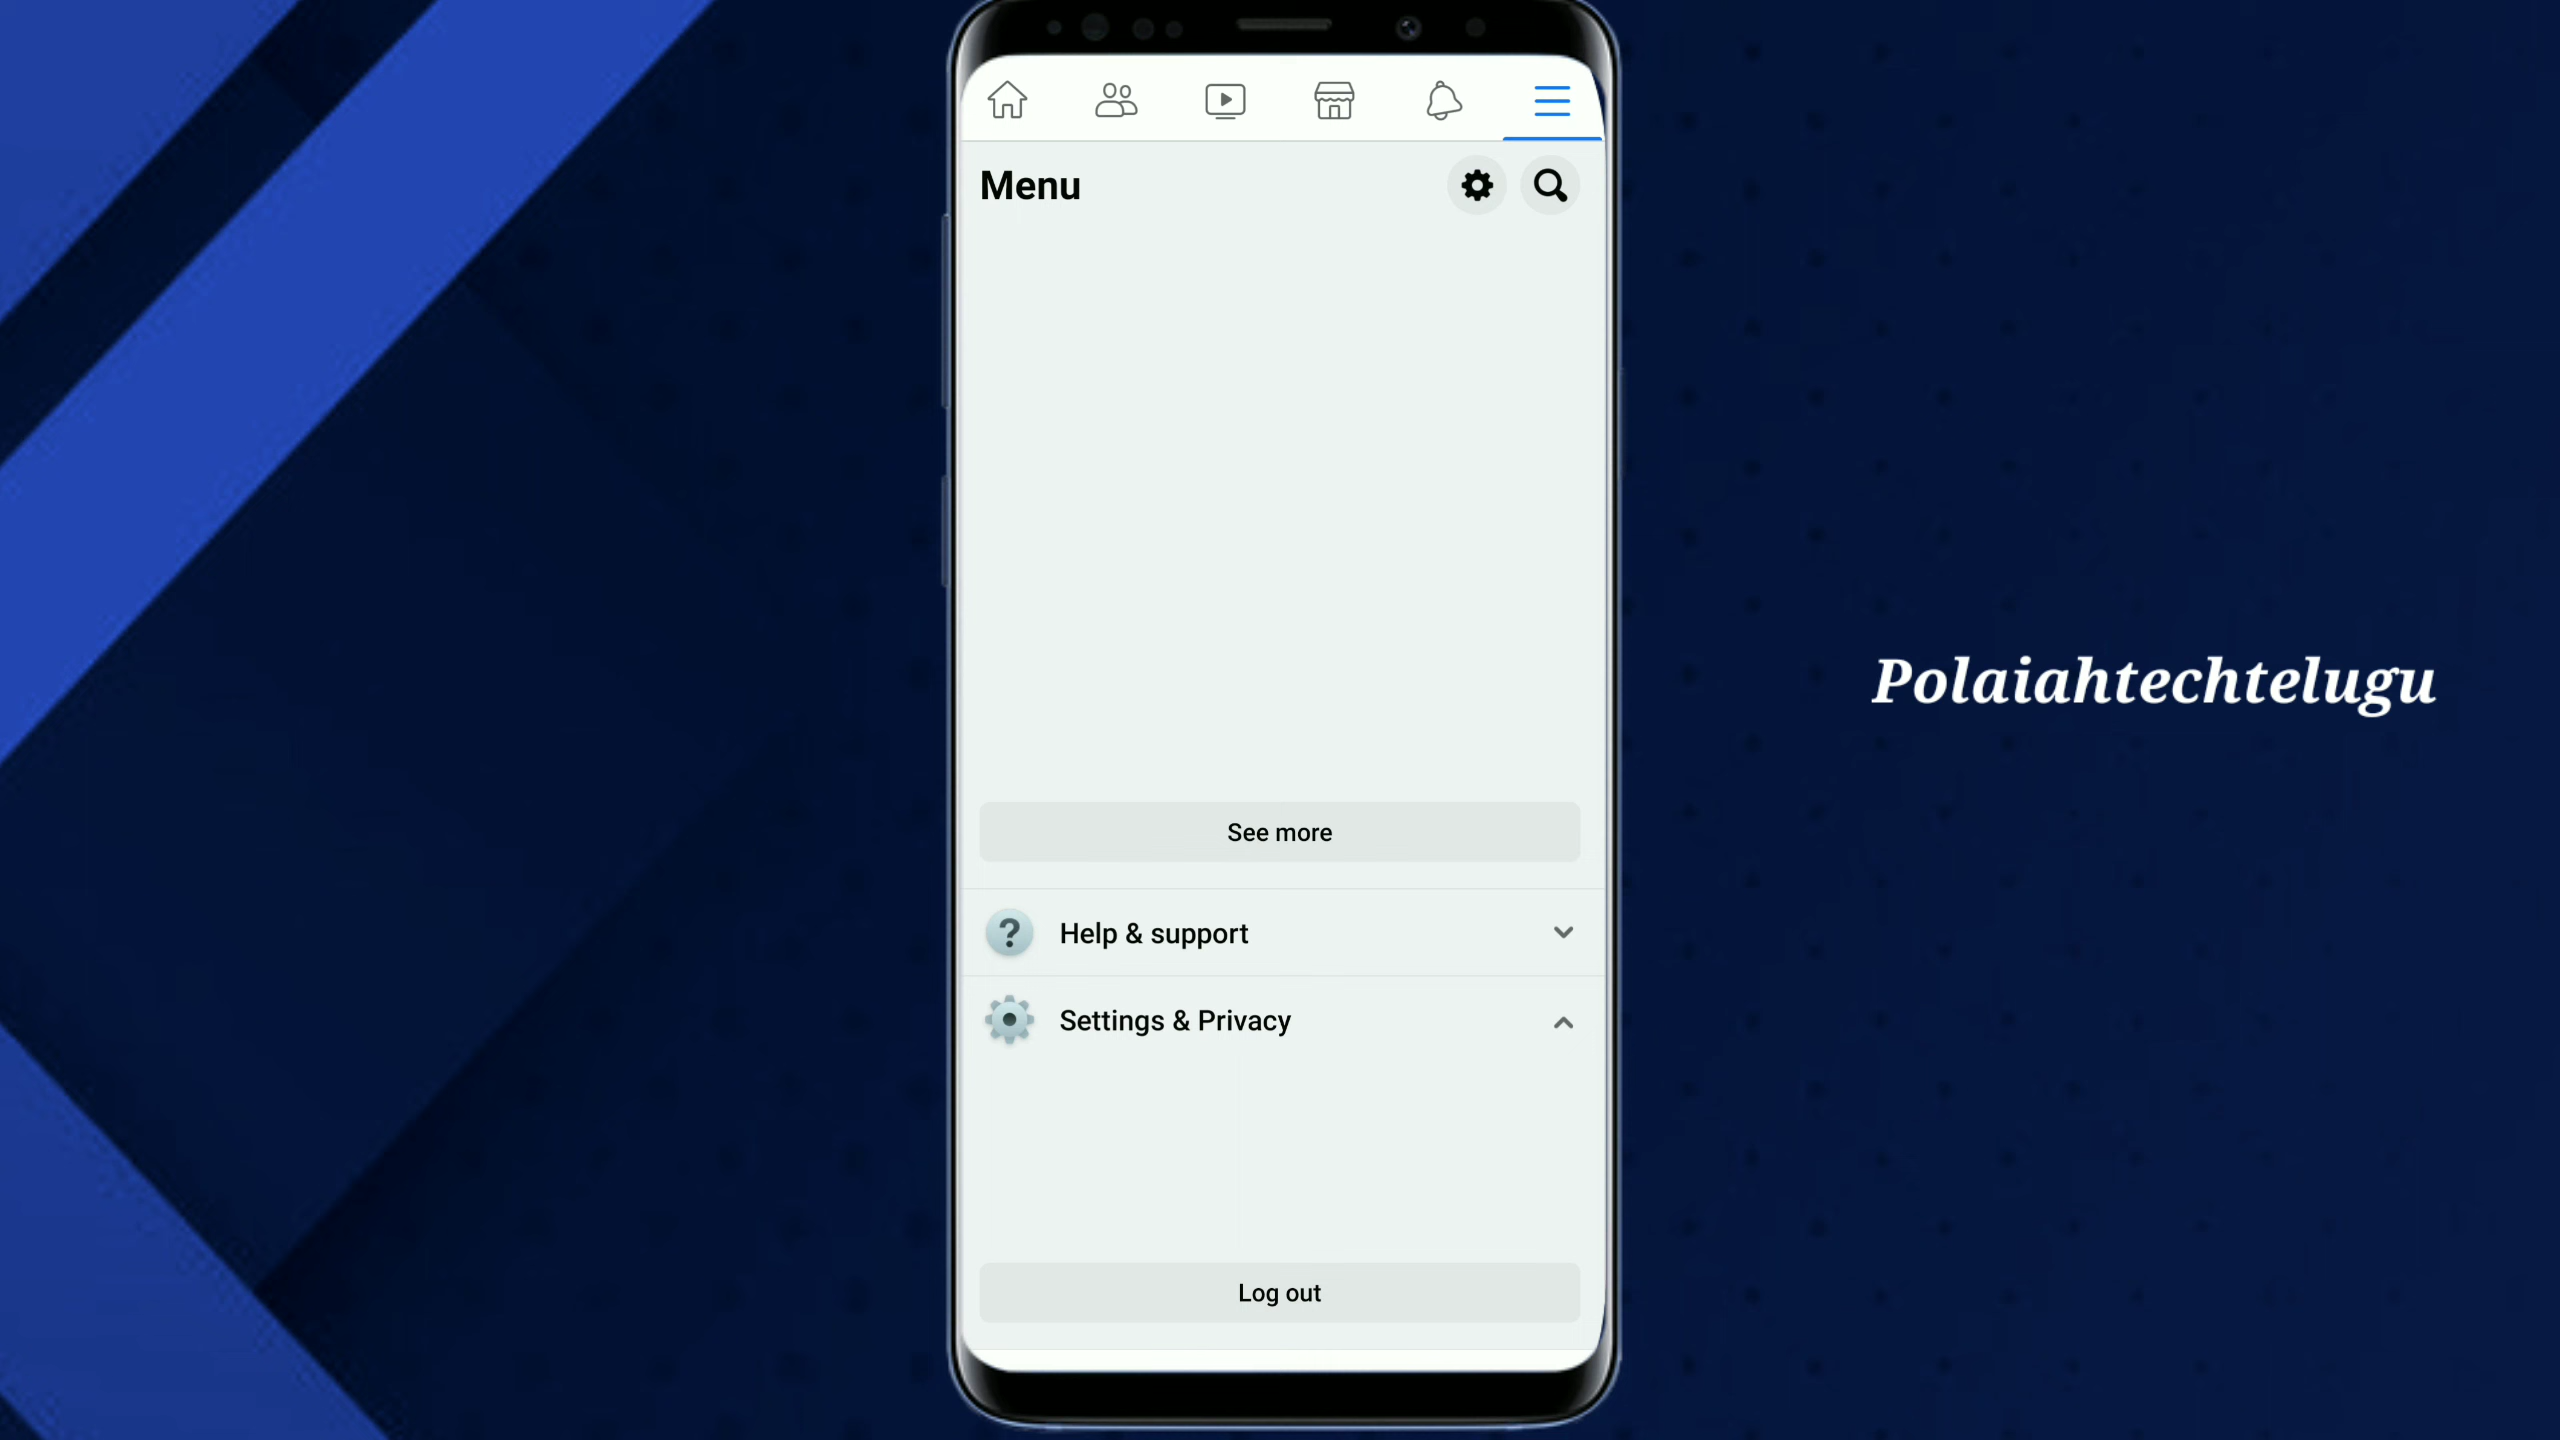 Menu
See more
Help & support
Settings & Privacy
Log out
Polaiahtechtelugu